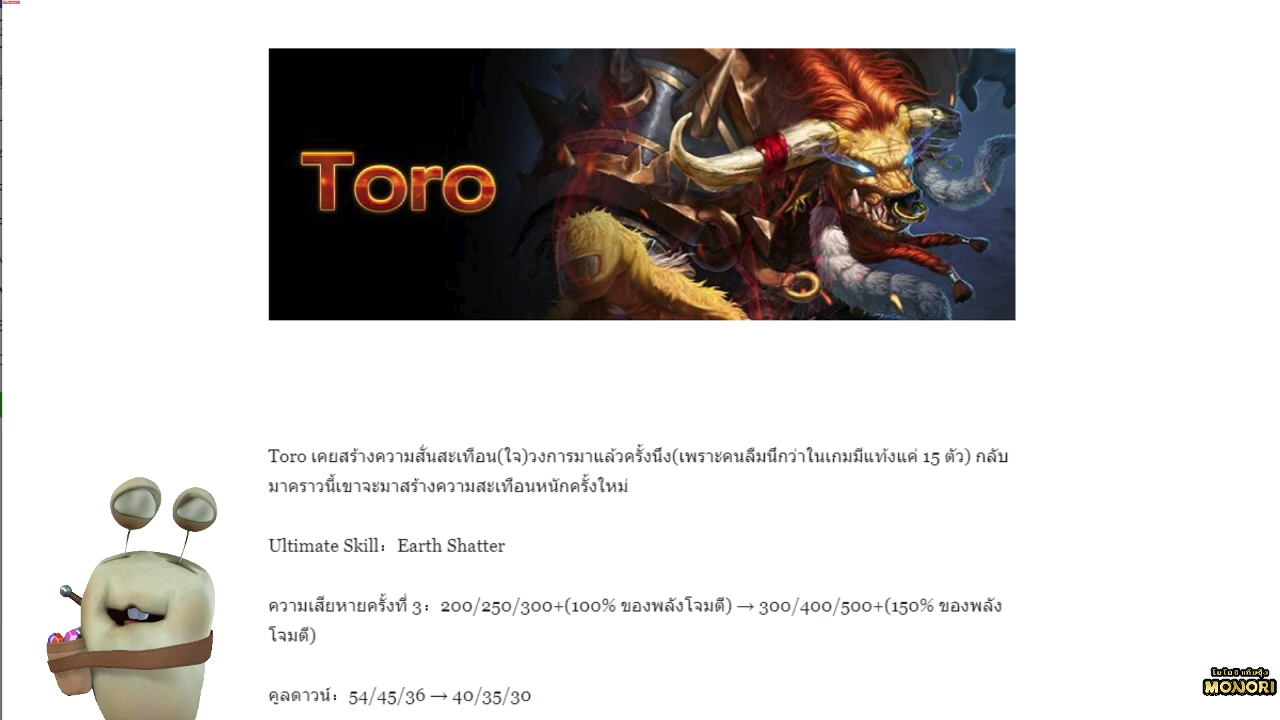 Toro
Toro เคยสร้างความสั่นสะเทือน(ใจ)วงการมาแล้วครั้งนึง(เพราะคนลืมนึกว่าในเกมมีแท้งแค่ 15 ตัว) กลับ
มาคราวนี้เขาจะมาสร้างความสะเทือนหนักครั้งใหม่
Ultimate Skill： Earth Shatter
ความเสียหายครั้งที่ 3： 200/250/300+(100% ของพลังโจมตี) → 300/400/500+(150% ของพลัง
โจมตี)
คูลดาวน์： 54/45/36 → 40/35/30
MONORI